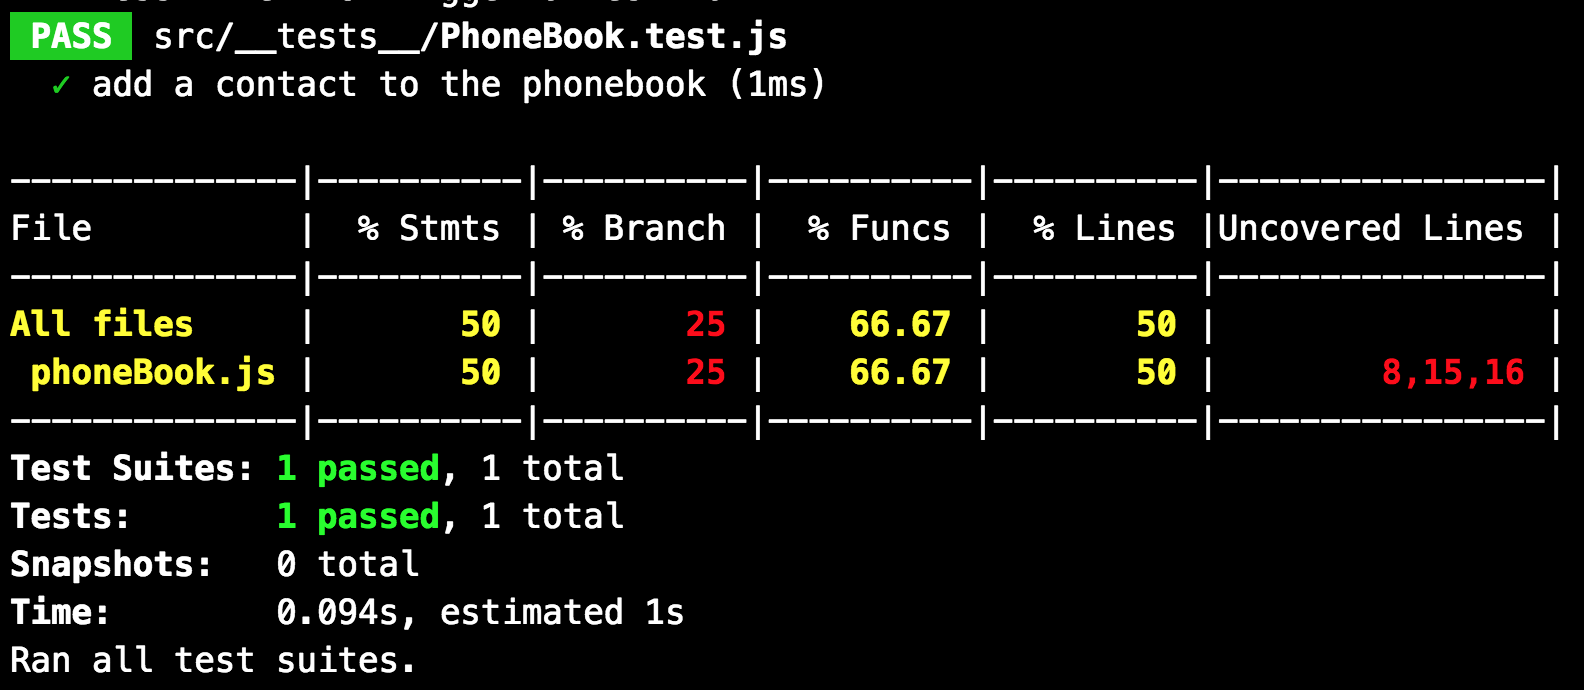 PASS src/__tests__/PhoneBook.test.js
✓ add a contact to the phonebook (1ms)
--------------|----------|----------|----------|----------|----------------|
File          |  % Stmts | % Branch |  % Funcs |  % Lines |Uncovered Lines |
--------------|----------|----------|----------|----------|----------------|
All files     |       50 |       25 |    66.67 |       50 |                |
 phoneBook.js |       50 |       25 |    66.67 |       50 |        8,15,16 |
--------------|----------|----------|----------|----------|----------------|
Test Suites: 1 passed, 1 total
Tests:       1 passed, 1 total
Snapshots:   0 total
Time:        0.094s, estimated 1s
Ran all test suites.